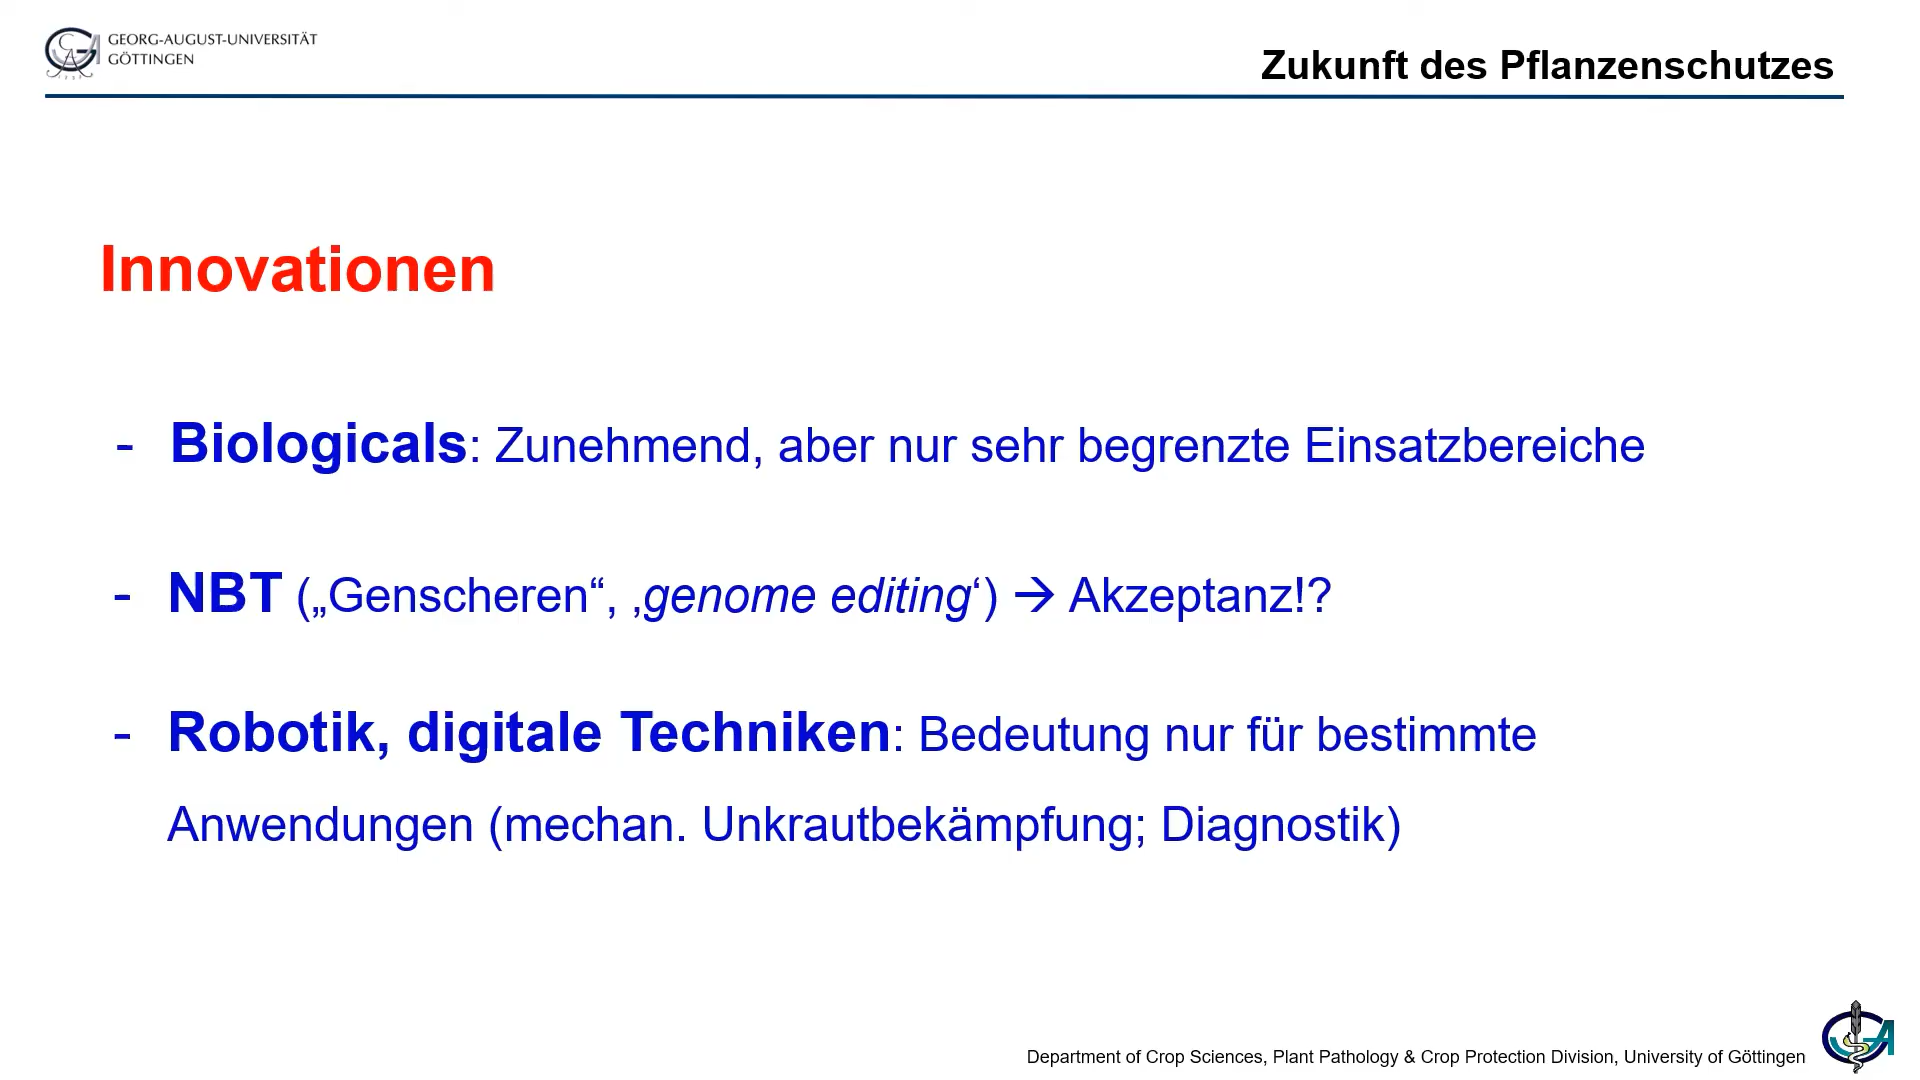 GEORG-AUGUST-UNIVERSITÄT
GÖTTINGEN
Zukunft des Pflanzenschutzes
Innovationen
- Biologicals: Zunehmend, aber nur sehr begrenzte Einsatzbereiche
- NBT („Genscheren“, ‚genome editing‘) → Akzeptanz!?
- Robotik, digitale Techniken: Bedeutung nur für bestimmte
Anwendungen (mechan. Unkrautbekämpfung; Diagnostik)
Department of Crop Sciences, Plant Pathology & Crop Protection Division, University of Göttingen